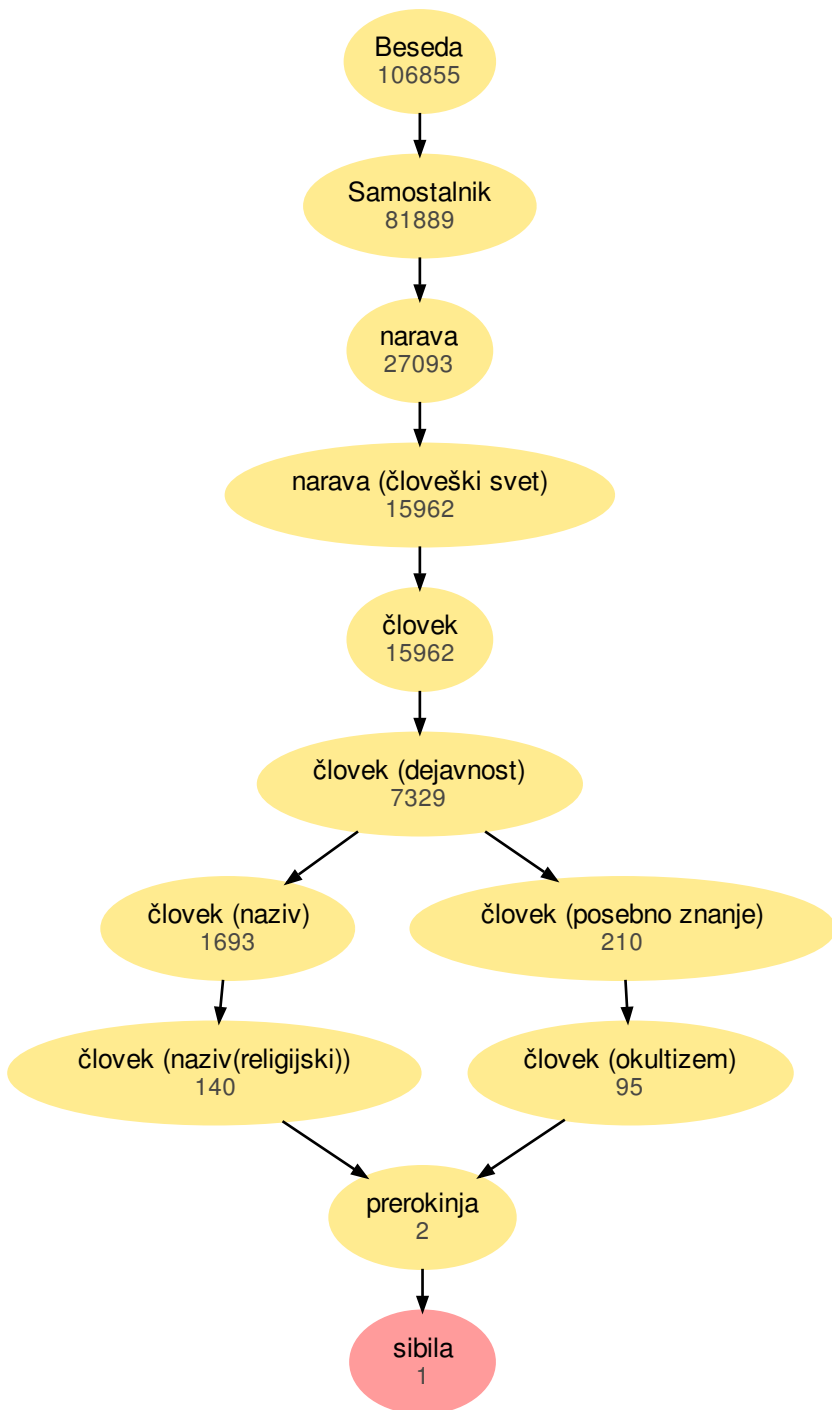 Beseda
106855
Samostalnik
81889
narava
27093
narava (človeški svet)
15962
človek
15962
človek (dejavnost)
7329
človek (naziv)
1693
človek (posebno znanje)
210
človek (naziv(religijski))
140
človek (okultizem)
95
prerokinja
2
sibila
1